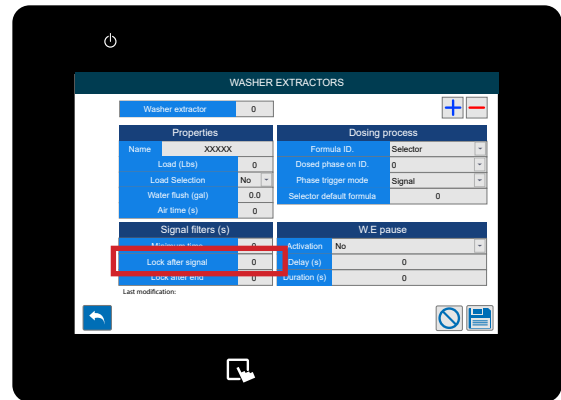 WASHER EXTRACTORS
Washer extractor 0
Properties
Name XXXXX
Load (Lbs) 0
Load Selection No
Water flush (gal) 0.0
Air time (s) 0
Dosing process
Formula ID. Selector
Dosed phase on ID. 0
Phase trigger mode Signal
Selector default formula 0
Signal filters (s)
Minimum time 0
Lock after signal 0
Lock after end 0
W.E pause
Activation No
Delay (s) 0
Duration (s) 0
Last modification: